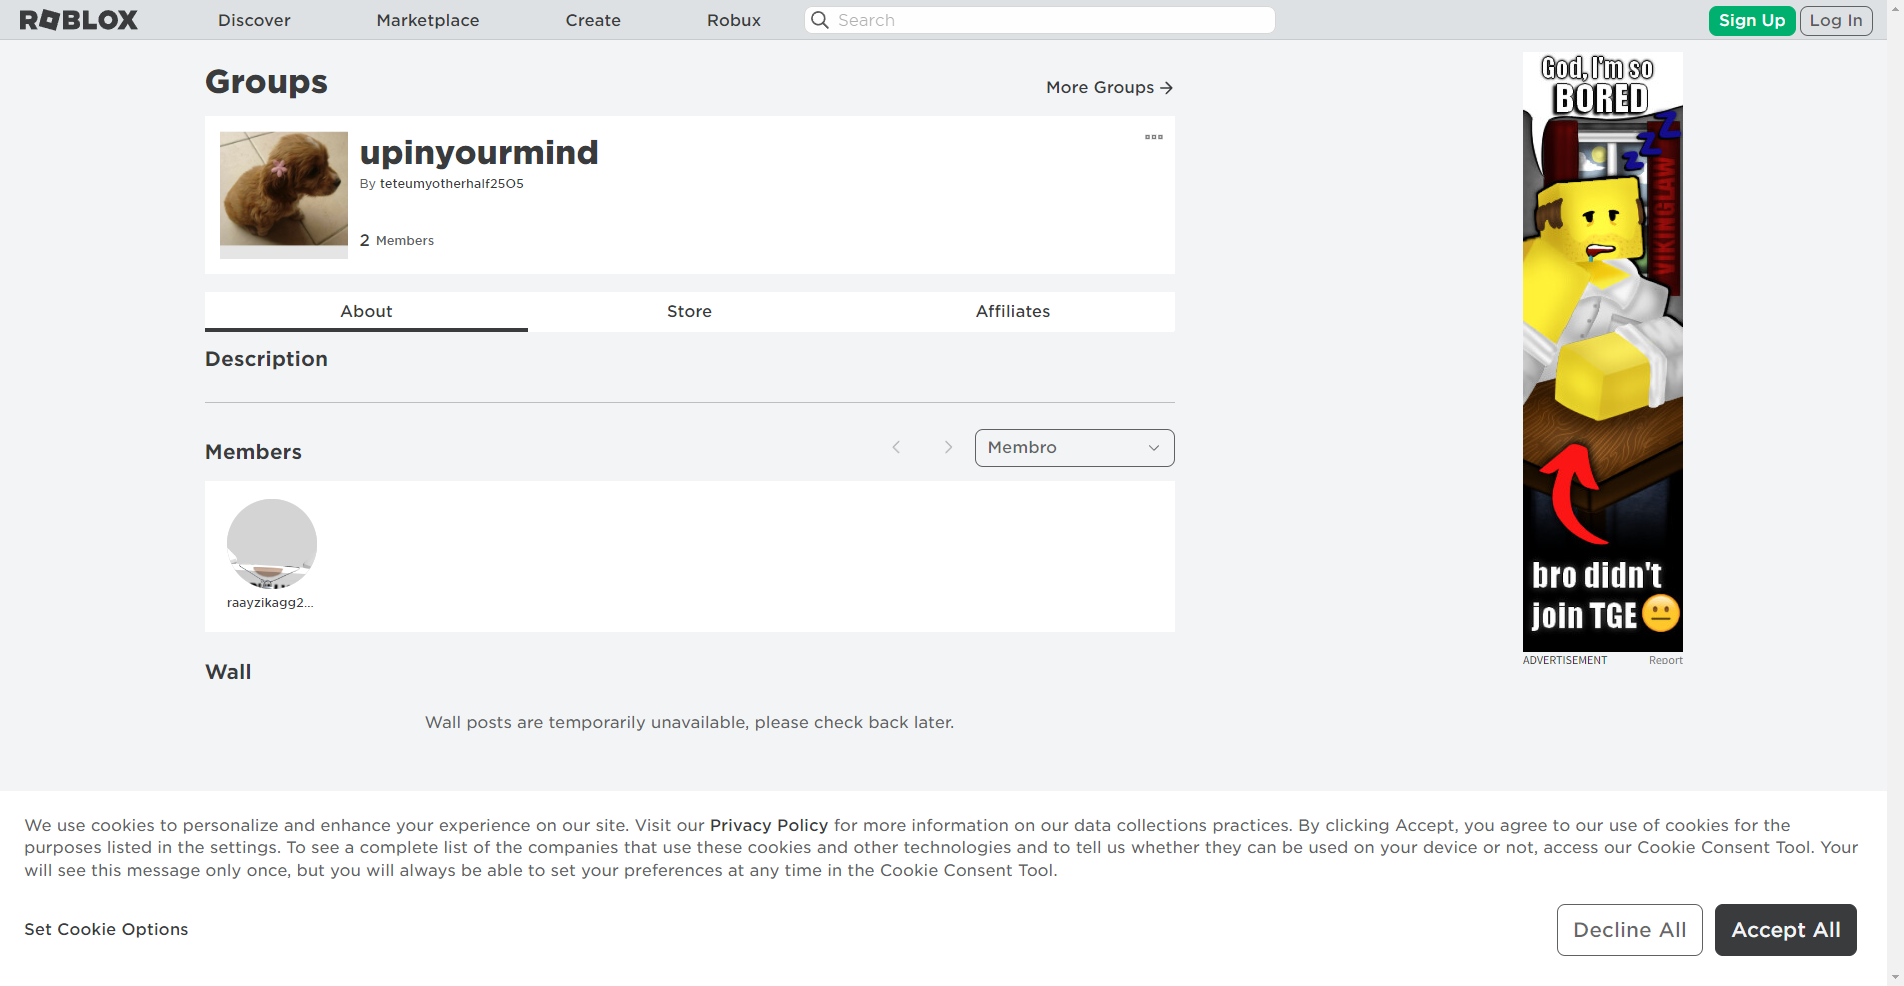 ROBLOX
Discover
Marketplace
Create
Robux
Search
Sign Up
Log In
Groups
More Groups
upinyourmind
By teteumyotherhalf2505
2 Members
About
Store
Affiliates
Description
Members
Membro
raayzikagg2...
Wall
Wall posts are temporarily unavailable, please check back later.
God, I'm so
BORED
zzz
VIKINGLAW
bro didn't
join TGE
ADVERTISEMENT
Report
We use cookies to personalize and enhance your experience on our site. Visit our Privacy Policy for more information on our data collections practices. By clicking Accept, you agree to our use of cookies for the
purposes listed in the settings. To see a complete list of the companies that use these cookies and other technologies and to tell us whether they can be used on your device or not, access our Cookie Consent Tool. Your
will see this message only once, but you will always be able to set your preferences at any time in the Cookie Consent Tool.
Set Cookie Options
Decline All
Accept All